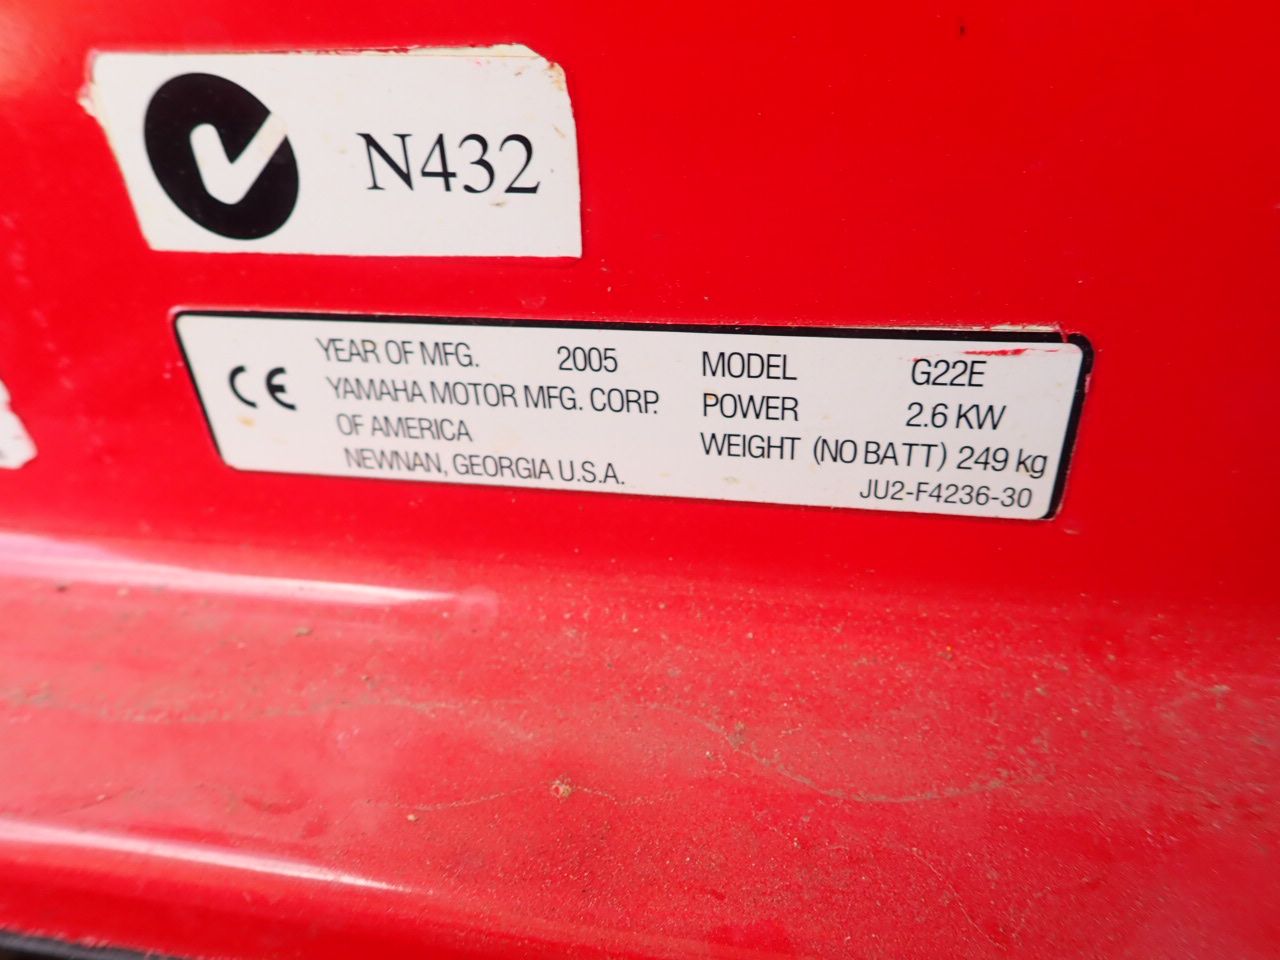 N432
CE
YEAR OF MFG. 2005
YAMAHA MOTOR MFG. CORP.
OF AMERICA
NEWNAN, GEORGIA U.S.A.
MODEL G22E
POWER 2.6 KW
WEIGHT (NO BATT) 249 kg
JU2-F4236-30